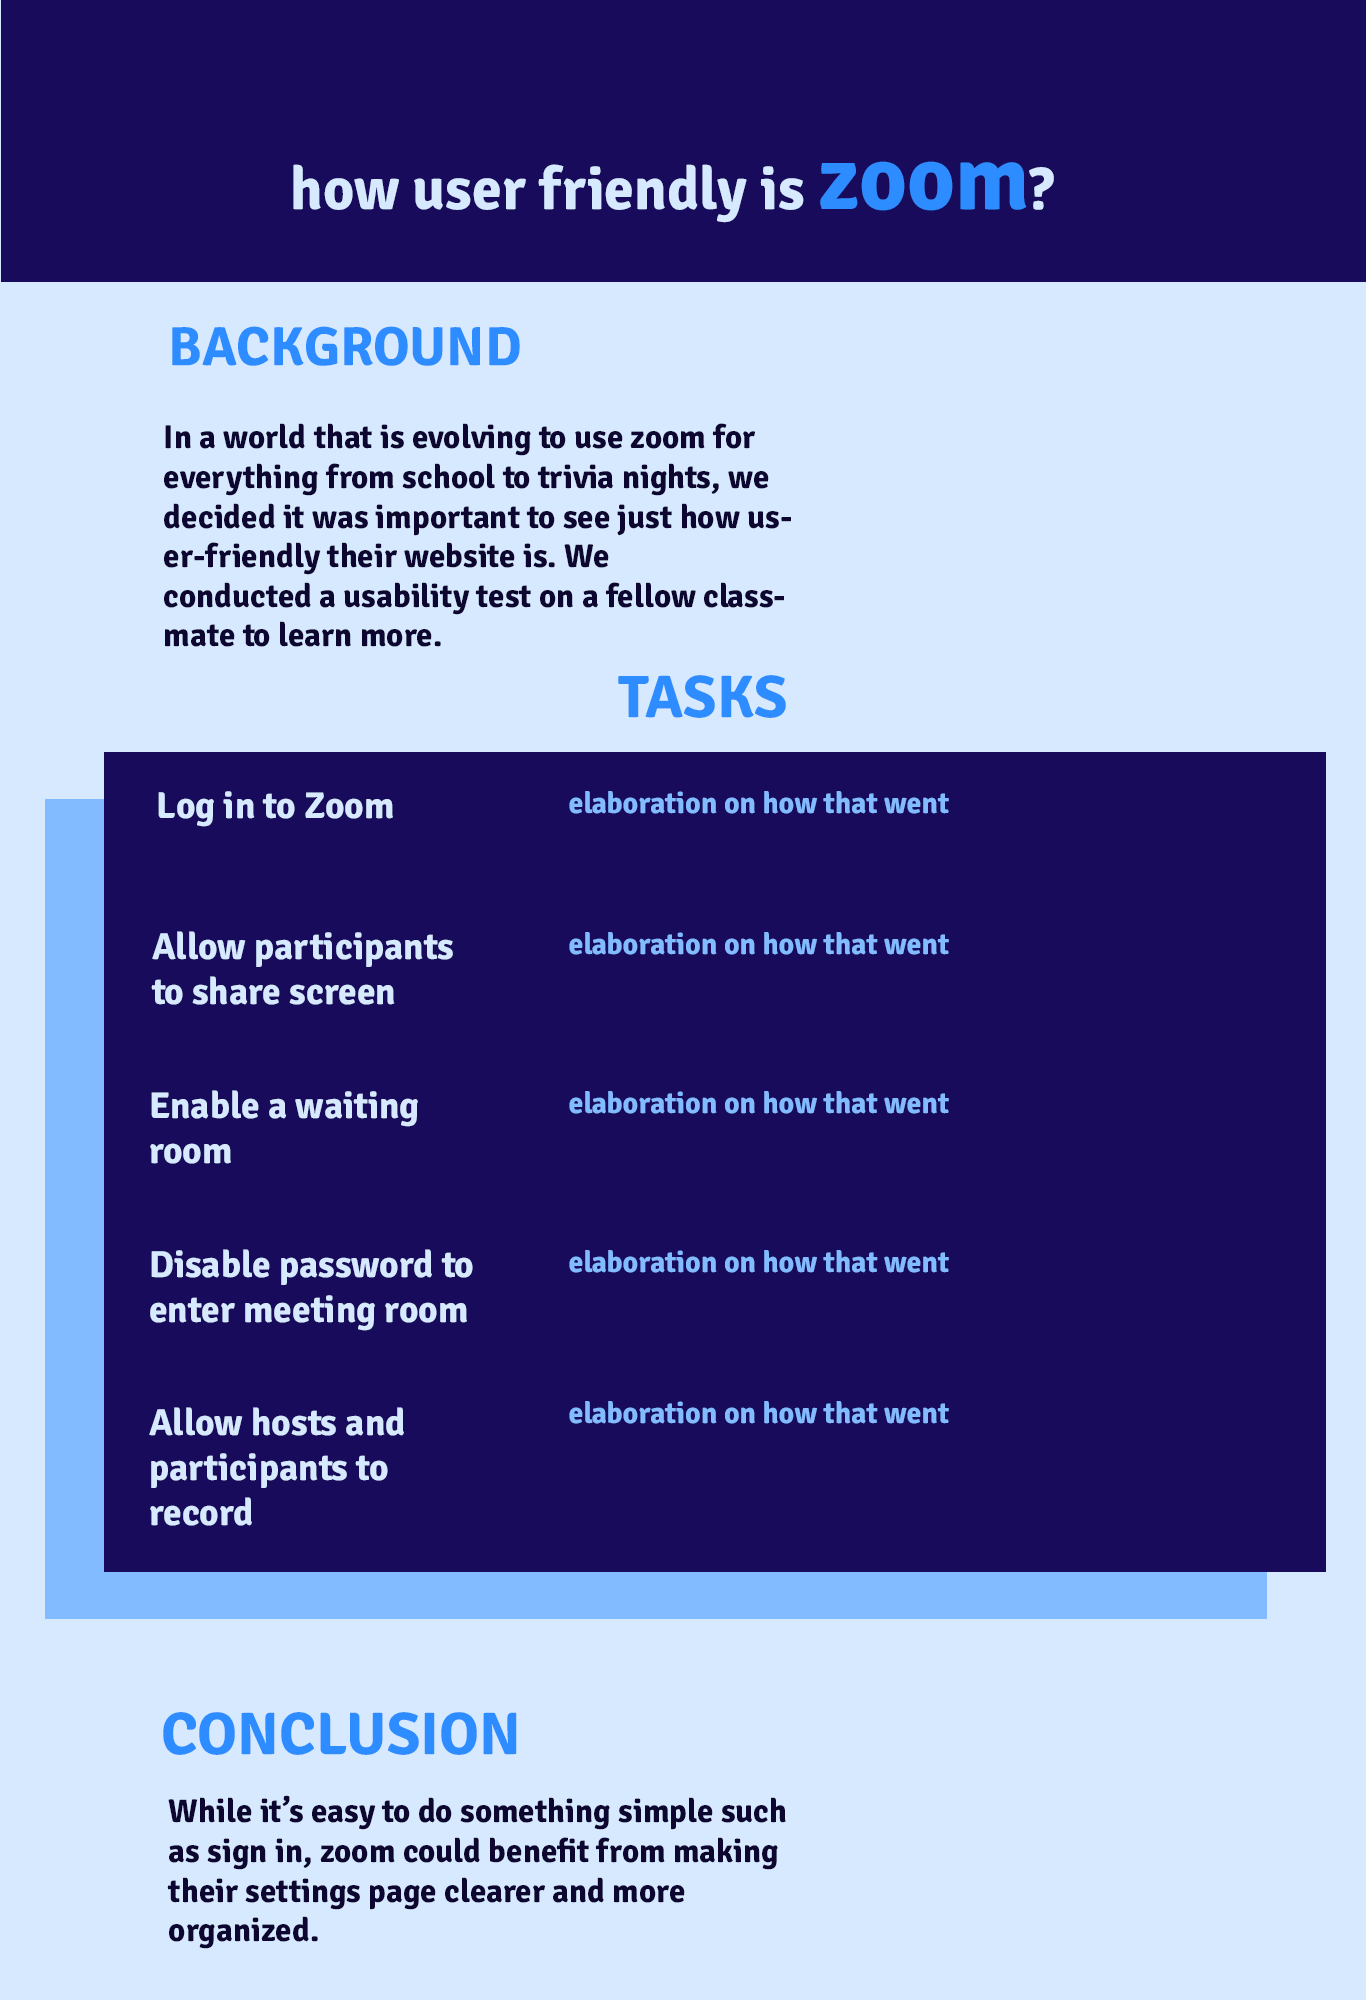 how user friendly is zoom?
BACKGROUND
In a world that is evolving to use zoom for
everything from school to trivia nights, we
decided it was important to see just how us-
er-friendly their website is. We
conducted a usability test on a fellow class-
mate to learn more.
TASKS
Log in to Zoom
elaboration on how that went
Allow participants
to share screen
elaboration on how that went
Enable a waiting
room
elaboration on how that went
Disable password to
enter meeting room
elaboration on how that went
Allow hosts and
participants to
record
elaboration on how that went
CONCLUSION
While it’s easy to do something simple such
as sign in, zoom could benefit from making
their settings page clearer and more
organized.